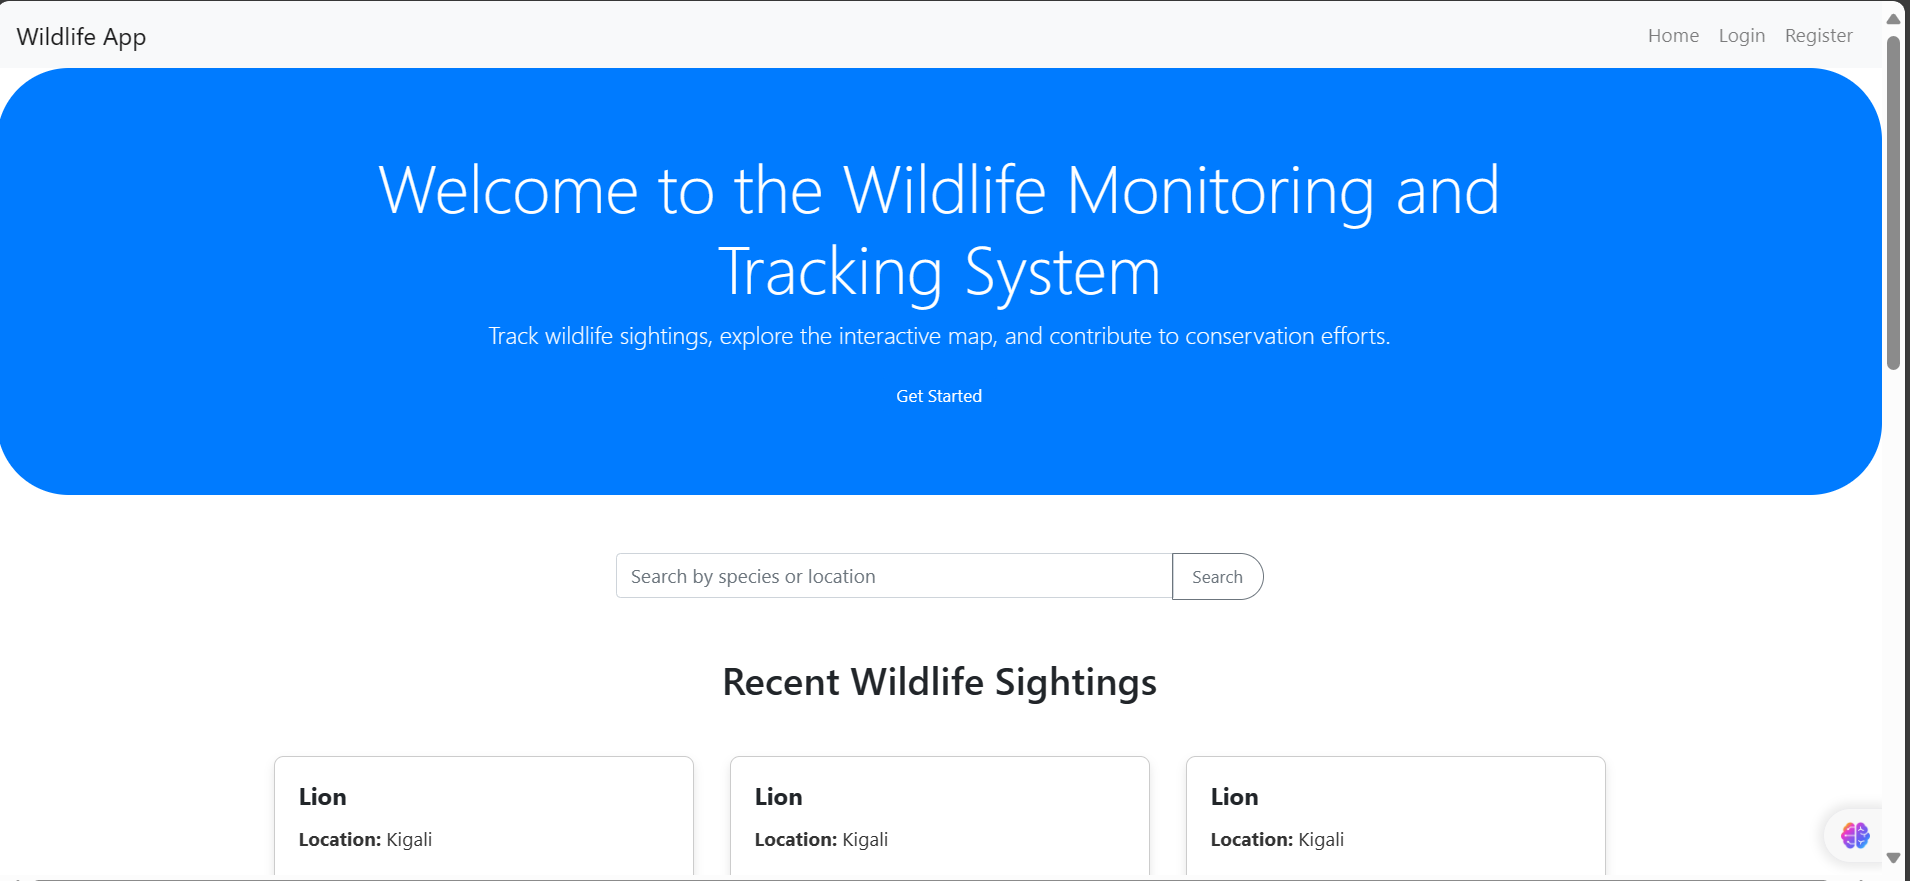 Wildlife App
Home Login Register
Welcome to the Wildlife Monitoring and
Tracking System
Track wildlife sightings, explore the interactive map, and contribute to conservation efforts.
Get Started
Search by species or location
Search
Recent Wildlife Sightings
Lion
Location: Kigali
Lion
Location: Kigali
Lion
Location: Kigali